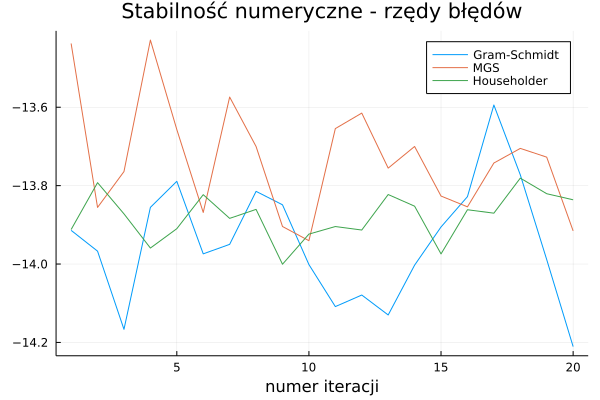 Stabilność numeryczne - rzędy błędów
Gram-Schmidt
MGS
Householder
−13.6
−13.8
−14.0
−14.2
5
10
15
20
numer iteracji